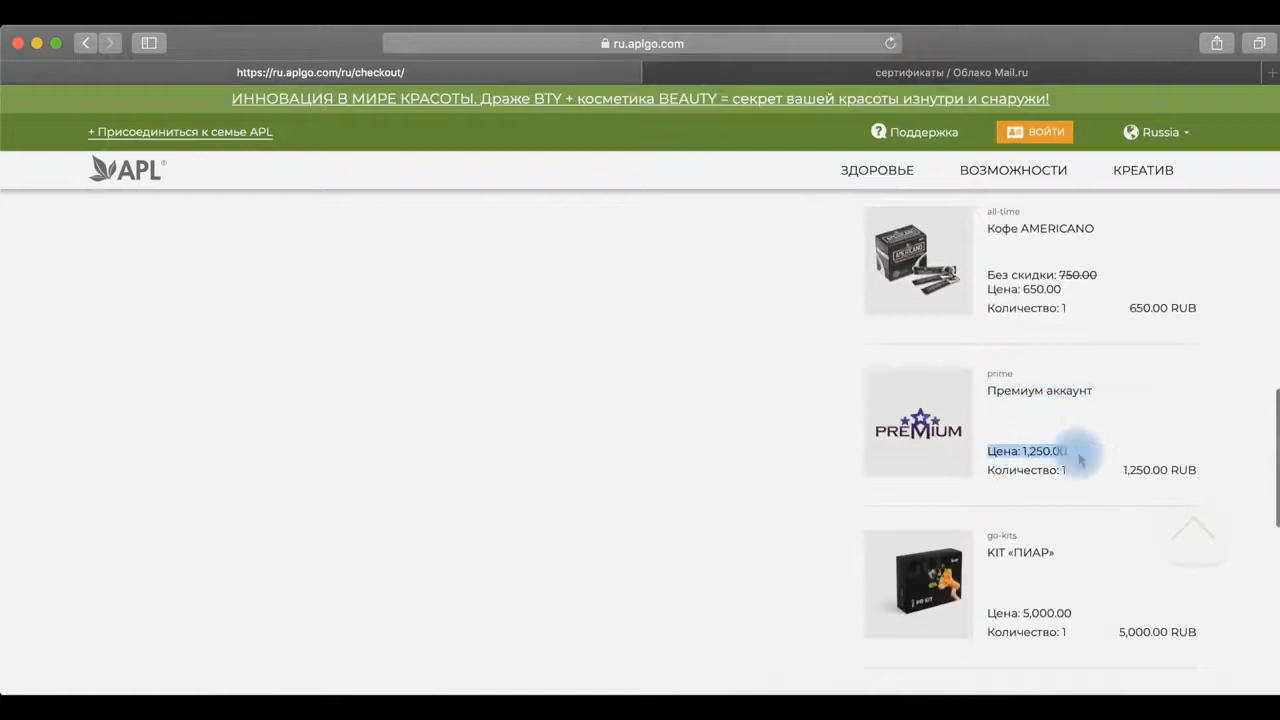 ru.aplgo.com
https://ru.aplgo.com/ru/checkout/
сертификаты / Облако Mail.ru
ИННОВАЦИЯ В МИРЕ КРАСОТЫ. Драже BTY + косметика BEAUTY = секрет вашей красоты изнутри и снаружи!
+ Присоединиться к семье APL
Поддержка
ВОЙТИ
Russia
APL
ЗДОРОВЬЕ
ВОЗМОЖНОСТИ
КРЕАТИВ
all-time
Кофе AMERICANO
Без скидки: 750.00
Цена: 650.00
Количество: 1
650.00 RUB
AMERICANO
prime
Премиум аккаунт
PREMIUM
Цена: 1,250.00
Количество: 1
1,250.00 RUB
go-kits
KIT «ПИАР»
PR KIT
Цена: 5,000.00
Количество: 1
5,000.00 RUB